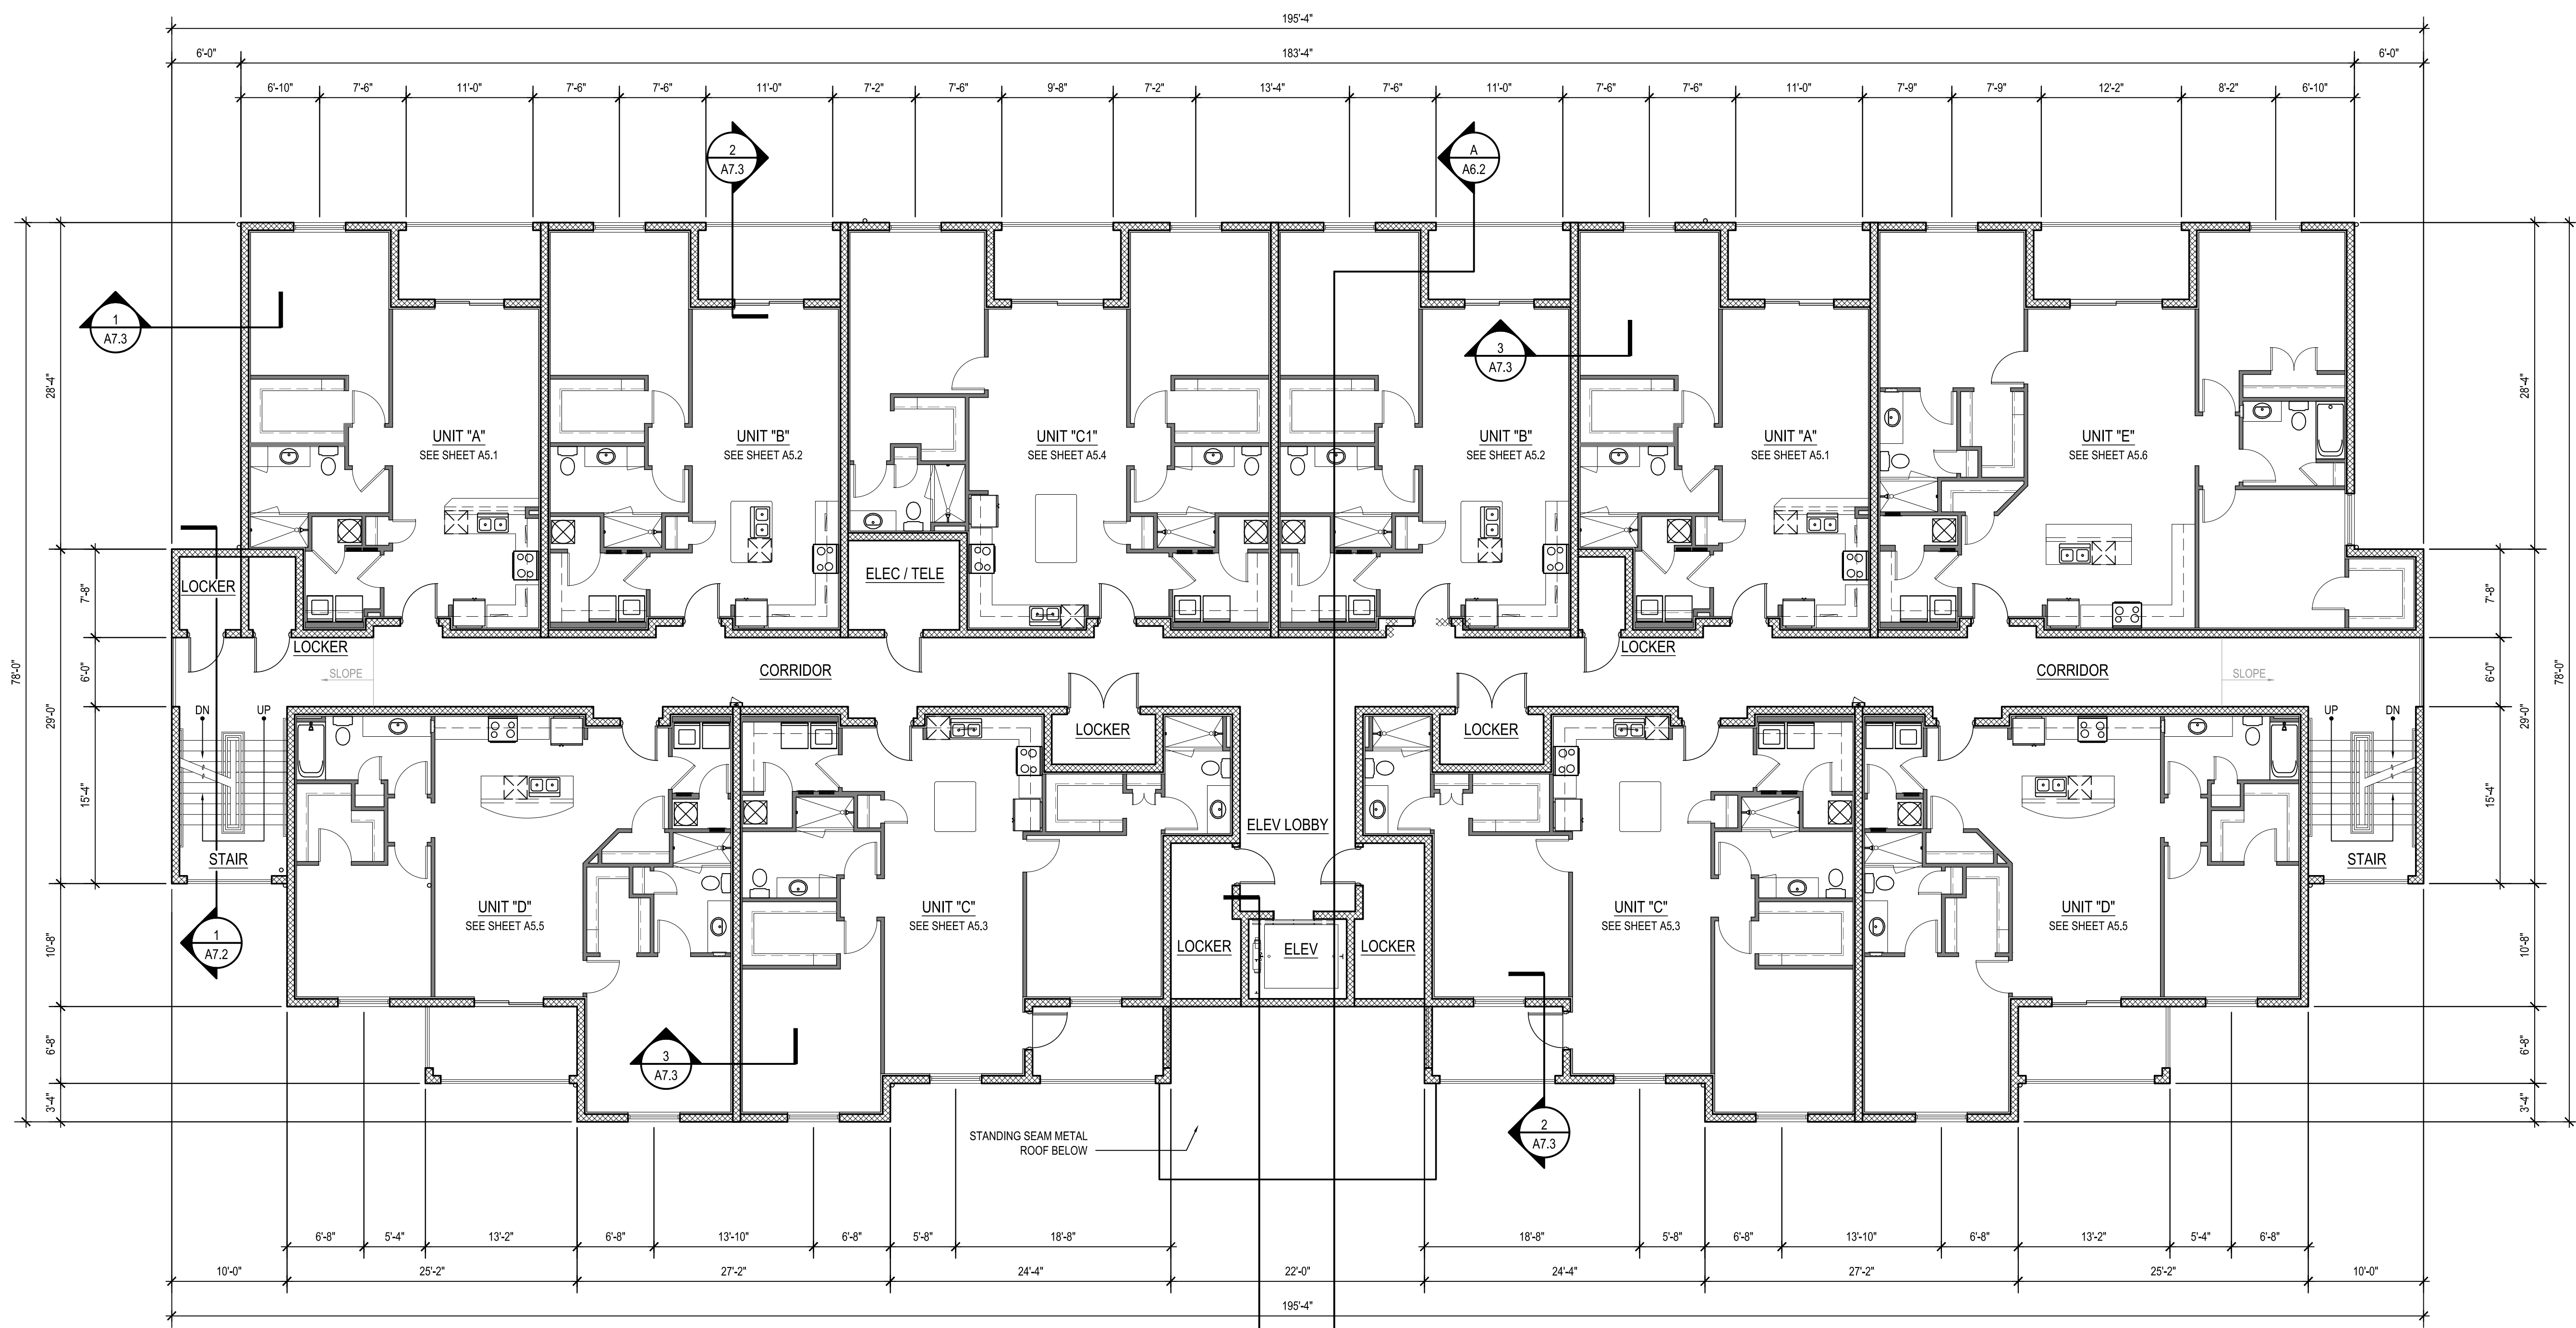 195'-4"
6'-0"
183'-4"
6'-0"
6'-10"
7'-6"
11'-0"
7'-6"
7'-6"
11'-0"
7'-2"
7'-6"
9'-8"
7'-2"
13'-4"
7'-6"
11'-0"
7'-6"
7'-6"
11'-0"
7'-9"
7'-9"
12'-2"
8'-2"
6'-10"
2
A7.3
A
A6.2
1
A7.3
3
A7.3
28'-4"
28'-4"
UNIT "A"
SEE SHEET A5.1
UNIT "B"
SEE SHEET A5.2
UNIT "C1"
SEE SHEET A5.4
UNIT "B"
SEE SHEET A5.2
UNIT "A"
SEE SHEET A5.1
UNIT "E"
SEE SHEET A5.6
ELEC / TELE
LOCKER
7'-8"
7'-8"
LOCKER
LOCKER
CORRIDOR
CORRIDOR
SLOPE
SLOPE
78'-0"
6'-0"
6'-0"
78'-0"
29'-0"
29'-0"
DN
UP
UP
DN
LOCKER
LOCKER
15'-4"
15'-4"
ELEV LOBBY
STAIR
STAIR
UNIT "D"
SEE SHEET A5.5
UNIT "C"
SEE SHEET A5.3
UNIT "C"
SEE SHEET A5.3
UNIT "D"
SEE SHEET A5.5
1
A7.2
LOCKER
ELEV
LOCKER
10'-8"
10'-8"
6'-8"
6'-8"
3
A7.3
3'-4"
3'-4"
2
A7.3
STANDING SEAM METAL
ROOF BELOW
6'-8"
5'-4"
13'-2"
6'-8"
13'-10"
6'-8"
5'-8"
18'-8"
18'-8"
5'-8"
6'-8"
13'-10"
6'-8"
13'-2"
5'-4"
6'-8"
10'-0"
25'-2"
27'-2"
24'-4"
22'-0"
24'-4"
27'-2"
25'-2"
10'-0"
195'-4"